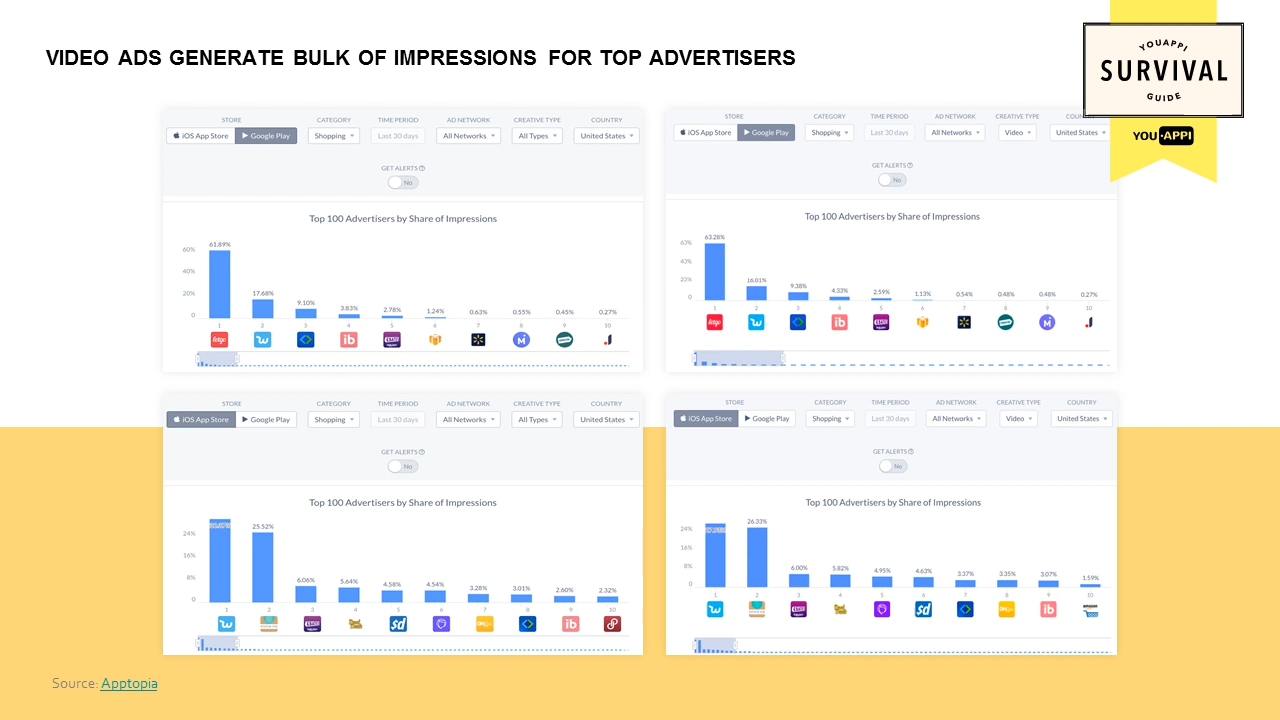 VIDEO ADS GENERATE BULK OF IMPRESSIONS FOR TOP ADVERTISERS
YOUAPPI
SURVIVAL
GUIDE
YOU APPI
STORE CATEGORY TIME PERIOD AD NETWORK CREATIVE TYPE COUNTRY
iOS App Store Google Play Shopping Last 30 days All Networks All Types United States
GET ALERTS
No
Top 100 Advertisers by Share of Impressions
60%
40%
20%
0
61.89% 17.68% 9.10% 3.83% 2.78% 1.24% 0.63% 0.55% 0.45% 0.27%
1 2 3 4 5 6 7 8 9 10
letgo
STORE CATEGORY TIME PERIOD AD NETWORK CREATIVE TYPE
iOS App Store Google Play Shopping Last 30 days All Networks Video United States
GET ALERTS
No
Top 100 Advertisers by Share of Impressions
60%
40%
20%
0
63.28% 16.01% 9.38% 4.33% 2.59% 1.13% 0.54% 0.48% 0.48% 0.27%
1 2 3 4 5 6 7 8 9 10
letgo
STORE CATEGORY TIME PERIOD AD NETWORK CREATIVE TYPE COUNTRY
iOS App Store Google Play Shopping Last 30 days All Networks All Types United States
GET ALERTS
No
Top 100 Advertisers by Share of Impressions
24%
16%
8%
0
25.52% 6.06% 5.64% 4.58% 4.54% 3.28% 3.01% 2.60% 2.32%
1 2 3 4 5 6 7 8 9 10
STORE CATEGORY TIME PERIOD AD NETWORK CREATIVE TYPE COUNTRY
iOS App Store Google Play Shopping Last 30 days All Networks Video United States
GET ALERTS
No
Top 100 Advertisers by Share of Impressions
24%
16%
8%
0
26.33% 6.00% 5.82% 4.95% 4.63% 3.37% 3.35% 3.07% 1.59%
1 2 3 4 5 6 7 8 9 10
Source: Apptopia